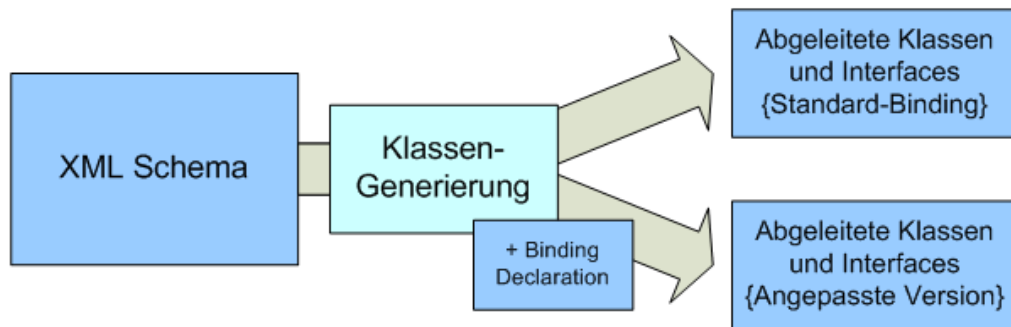 XML Schema
Klassen-
Generierung
+ Binding
Declaration
Abgeleitete Klassen
und Interfaces
{Standard-Binding}
Abgeleitete Klassen
und Interfaces
{Angepasste Version}